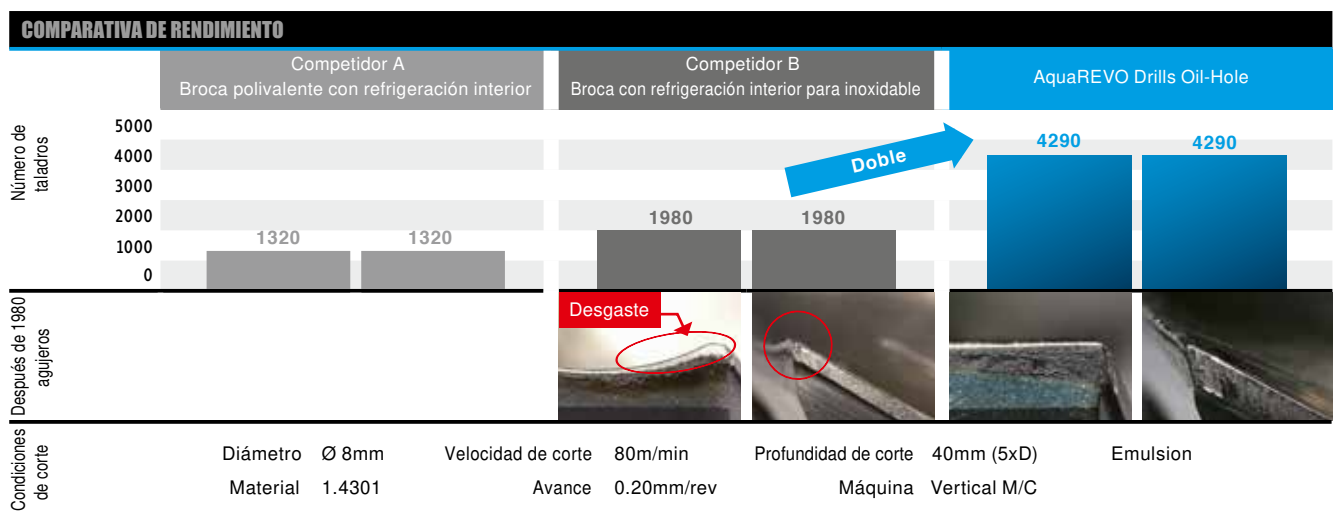 COMPARATIVA DE RENDIMIENTO
Competidor A
Broca polivalente con refrigeración interior
Competidor B
Broca con refrigeración interior para inoxidable
AquaREVO Drills Oil-Hole
Número de
taladros
5000
4000
3000
2000
1000
0
1320
1320
1980
1980
Doble
4290
4290
Después de 1980
agujeros
Desgaste
Condiciones
de corte
Diámetro Ø 8mm Velocidad de corte 80m/min Profundidad de corte 40mm (5xD) Emulsion
Material 1.4301 Avance 0.20mm/rev Máquina Vertical M/C